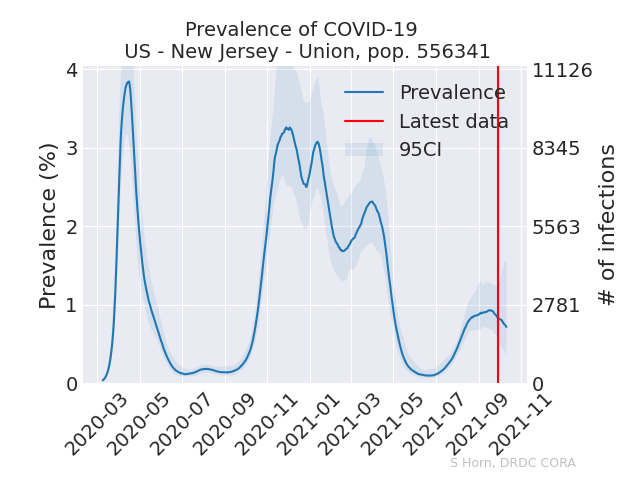 Prevalence of COVID-19
US - New Jersey - Union, pop. 556341
Prevalence (%)
4
3
2
1
0
Prevalence
Latest data
95CI
11126
8345
5563
2781
0
# of infections
2020-03
2020-05
2020-07
2020-09
2020-11
2021-01
2021-03
2021-05
2021-07
2021-09
2021-11
S Horn, DRDC CORA